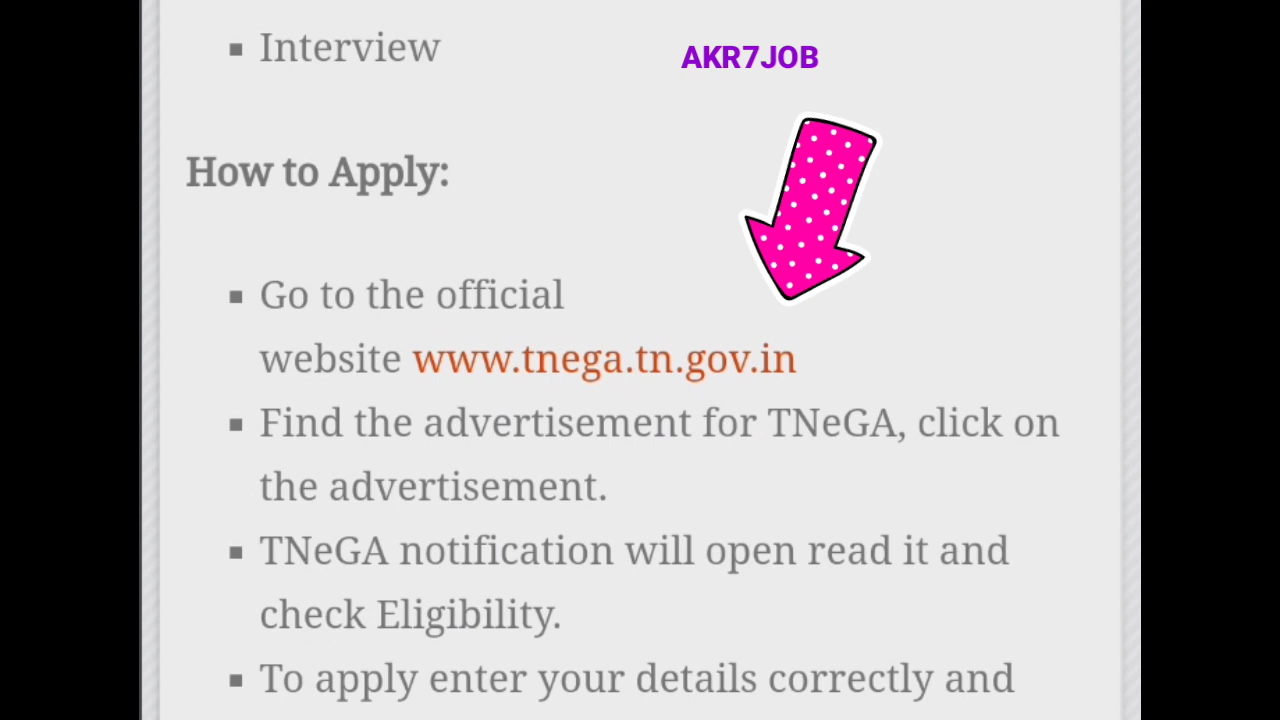 Interview
AKR7JOB
How to Apply:
Go to the official
website www.tnega.tn.gov.in
Find the advertisement for TNeGA, click on
the advertisement.
TNeGA notification will open read it and
check Eligibility.
To apply enter your details correctly and